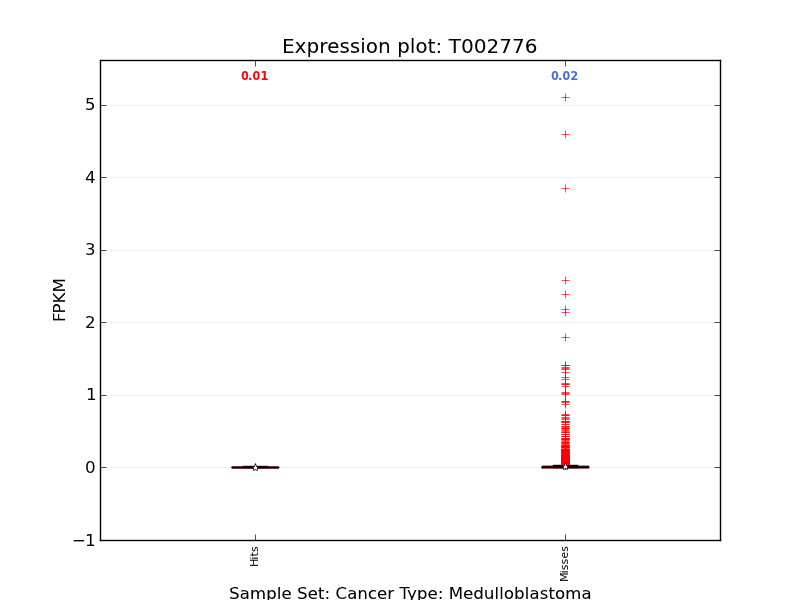 Expression plot: T002776
0.01
0.02
5
4
3
2
1
0
−1
FPKM
Hits
Misses
Sample Set: Cancer Type: Medulloblastoma